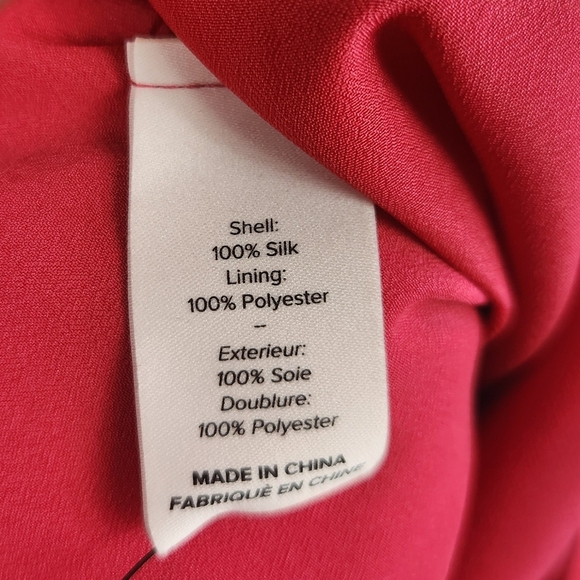 Shell:
100% Silk
Lining:
100% Polyester
--
Exterieur:
100% Soie
Doublure:
100% Polyester
MADE IN CHINA
FABRIQUÈ EN CHINE